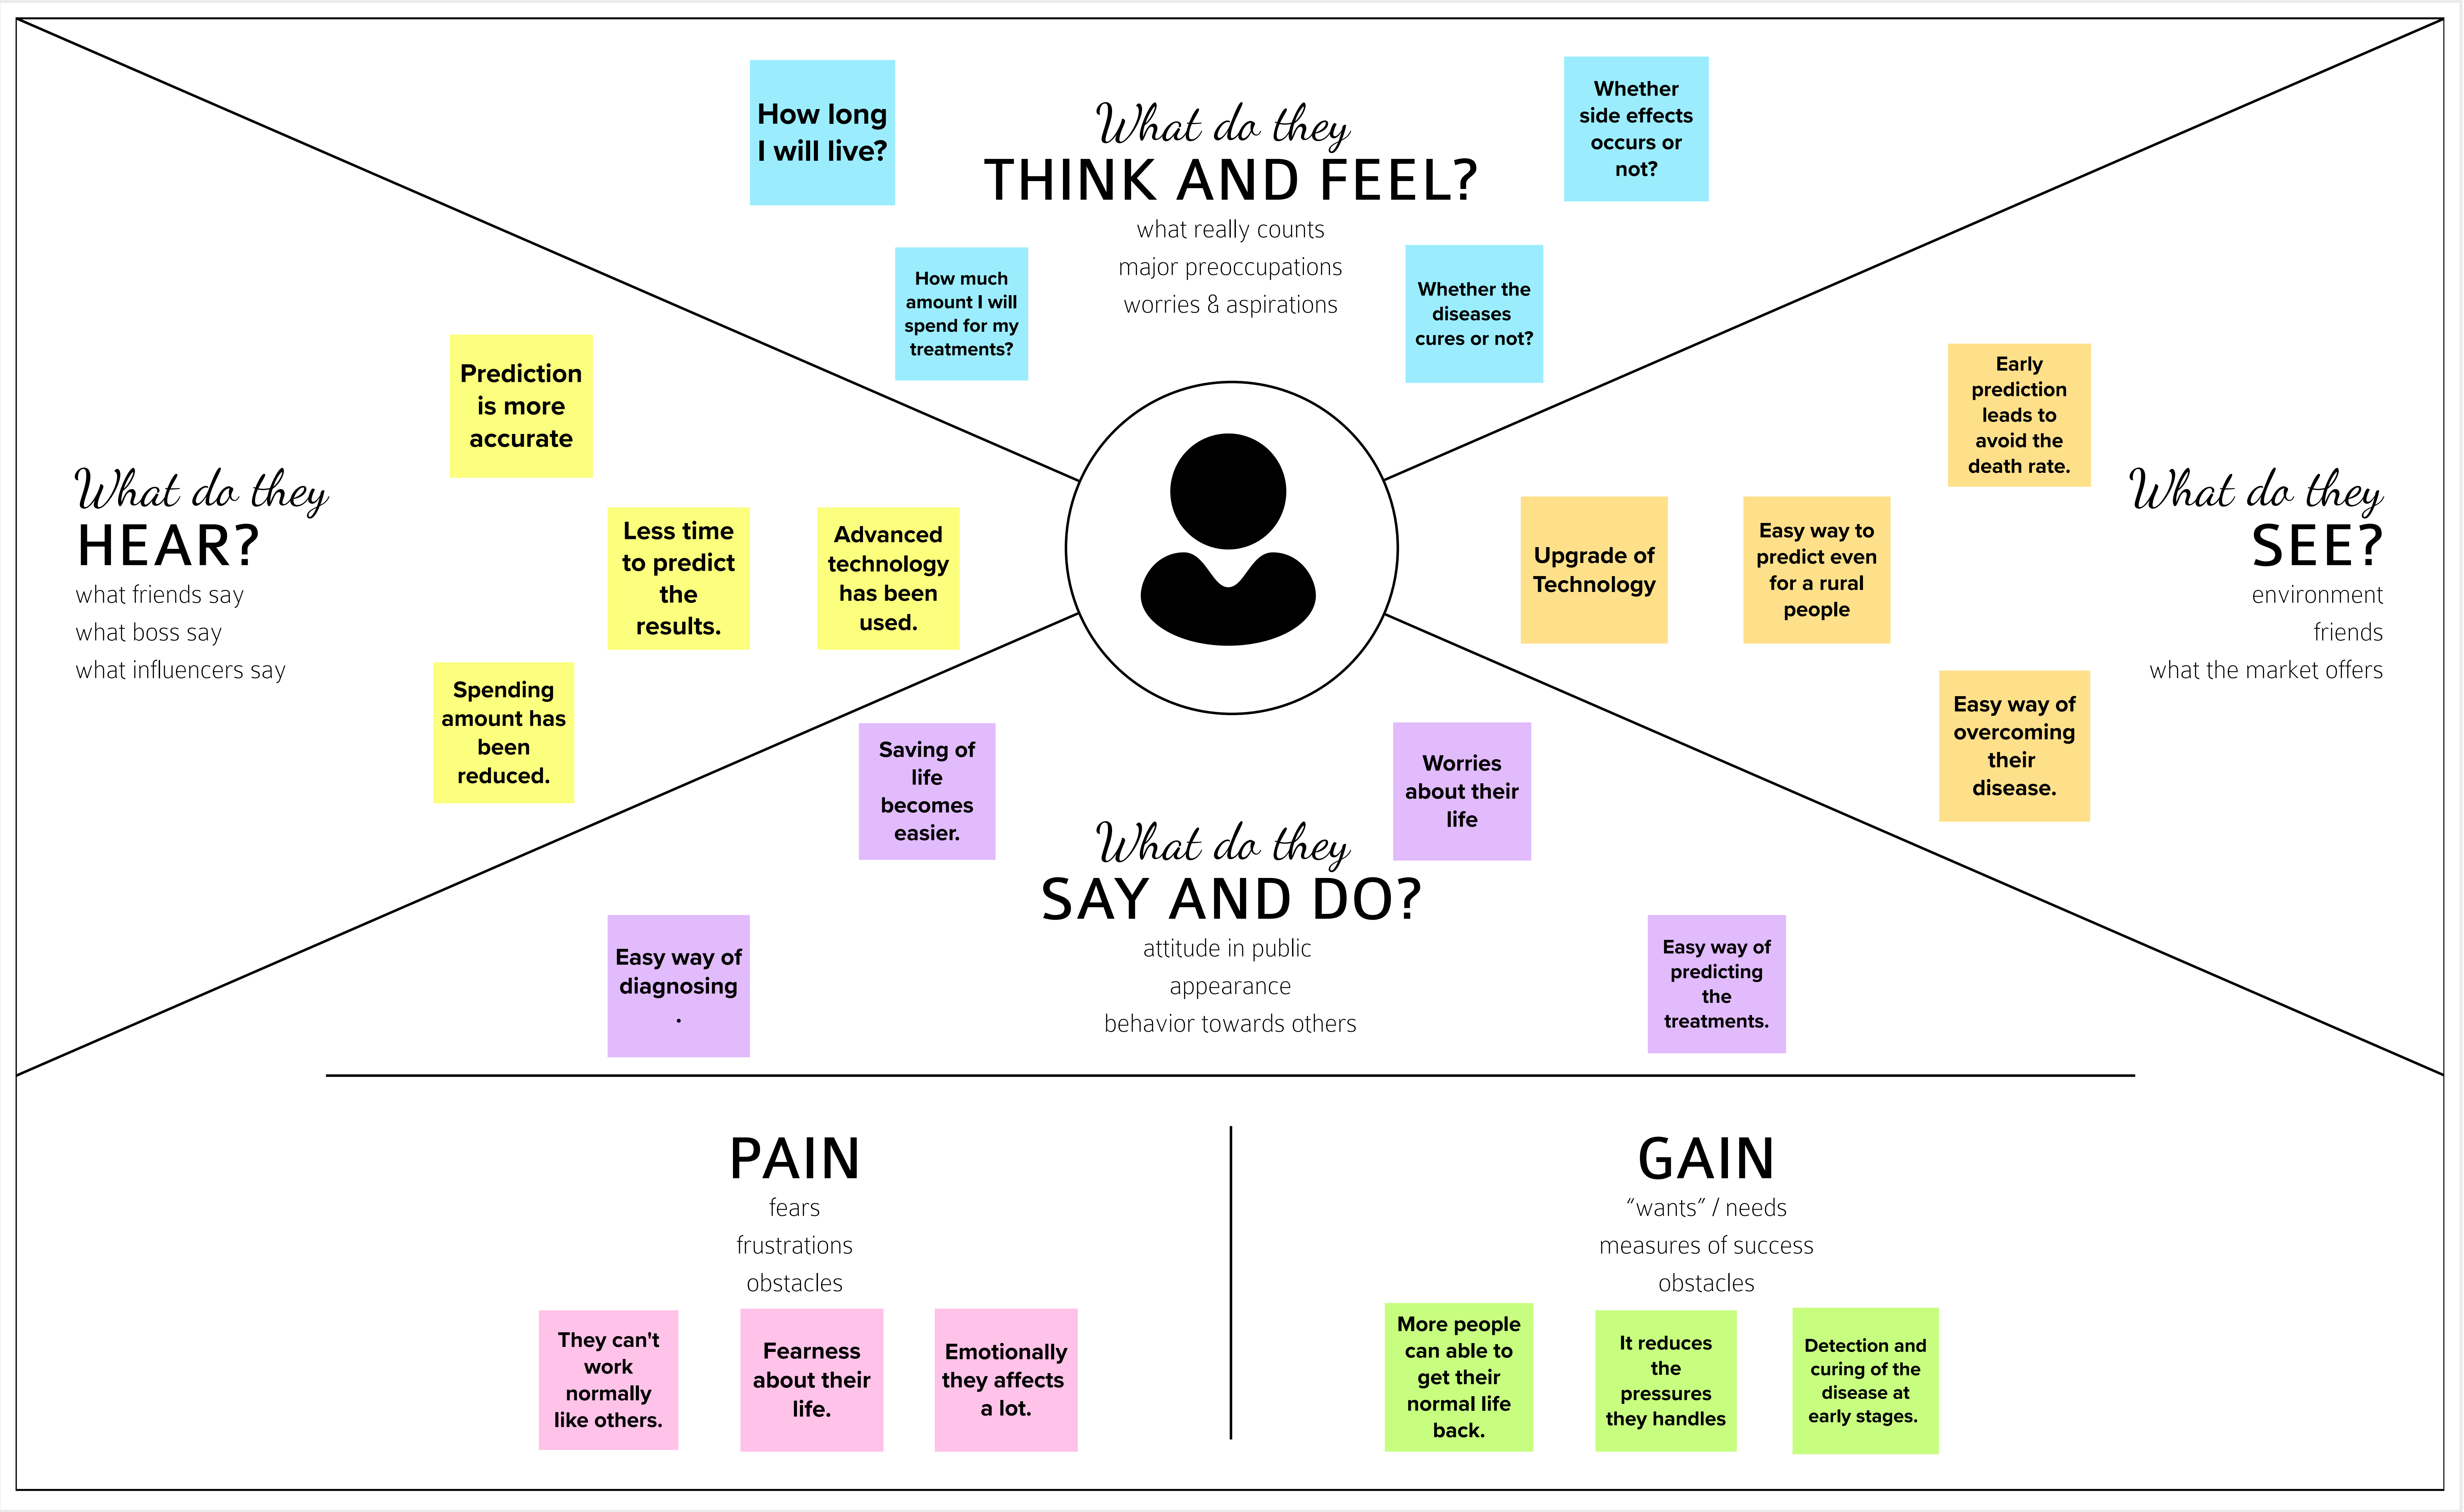 How long
I will live?
What do they
THINK AND FEEL?
what really counts
major preoccupations
worries & aspirations
Whether
side effects
occurs or
not?
How much
amount I will
spend for my
treatments?
Whether the
diseases
cures or not?
What do they
HEAR?
what friends say
what boss say
what influencers say
Prediction
is more
accurate
Less time
to predict
the
results.
Advanced
technology
has been
used.
Spending
amount has
been
reduced.
Early
prediction
leads to
avoid the
death rate.
Upgrade of
Technology
Easy way to
predict even
for a rural
people
Easy way of
overcoming
their
disease.
What do they
SEE?
environment
friends
what the market offers
Saving of
life
becomes
easier.
Worries
about their
life
What do they
SAY AND DO?
attitude in public
appearance
behavior towards others
Easy way of
diagnosing
.
Easy way of
predicting
the
treatments.
PAIN
fears
frustrations
obstacles
They can't
work
normally
like others.
Fearness
about their
life.
Emotionally
they affects
a lot.
GAIN
“wants” / needs
measures of success
obstacles
More people
can able to
get their
normal life
back.
It reduces
the
pressures
they handles
Detection and
curing of the
disease at
early stages.